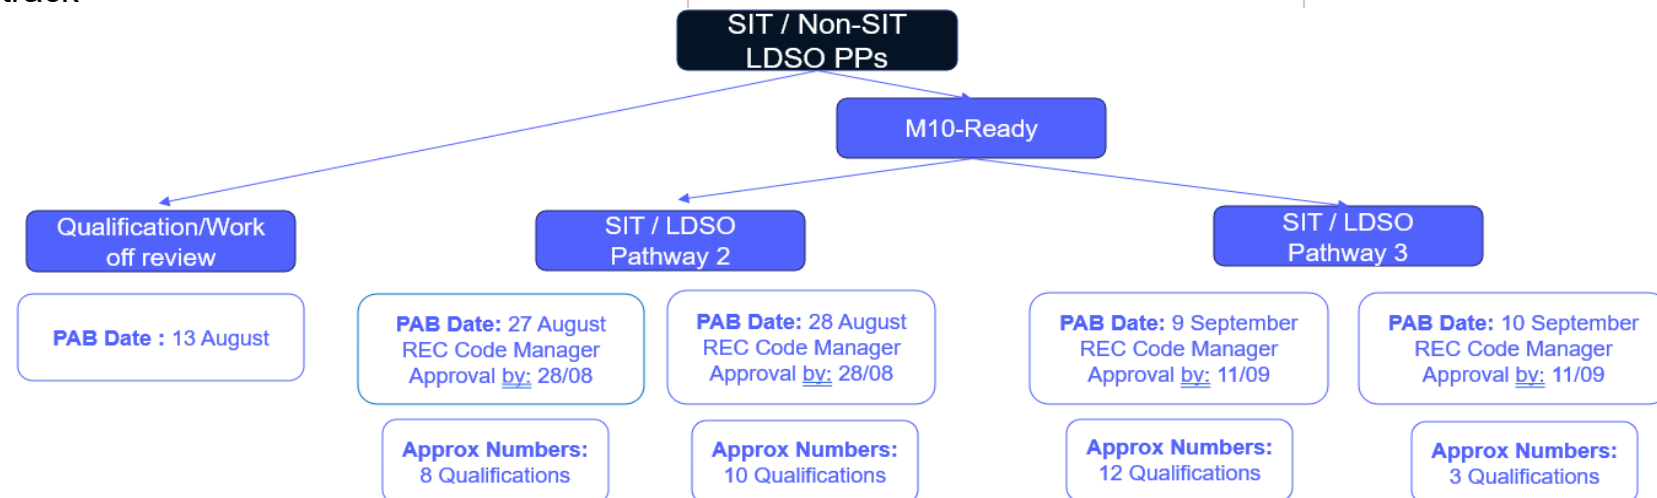 track
SIT / Non-SIT
LDSO PPs
M10-Ready
Qualification/Work
off review
SIT / LDSO
Pathway 2
SIT / LDSO
Pathway 3
PAB Date : 13 August
PAB Date: 27 August
REC Code Manager
Approval by: 28/08
PAB Date: 28 August
REC Code Manager
Approval by: 28/08
PAB Date: 9 September
REC Code Manager
Approval by: 11/09
PAB Date: 10 September
REC Code Manager
Approval by: 11/09
Approx Numbers:
8 Qualifications
Approx Numbers:
10 Qualifications
Approx Numbers:
12 Qualifications
Approx Numbers:
3 Qualifications